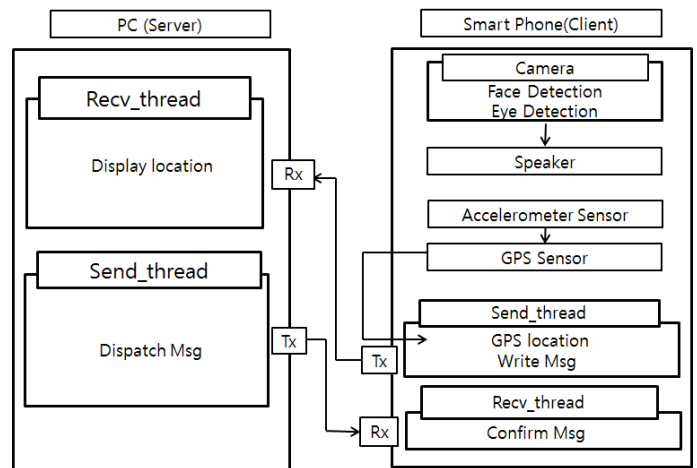 PC (Server)
Recv_thread
Display location
Rx
Send_thread
Dispatch Msg
Tx
Smart Phone(Client)
Camera
Face Detection
Eye Detection
Speaker
Accelerometer Sensor
GPS Sensor
Send_thread
GPS location
Write Msg
Tx
Recv_thread
Confirm Msg
Rx